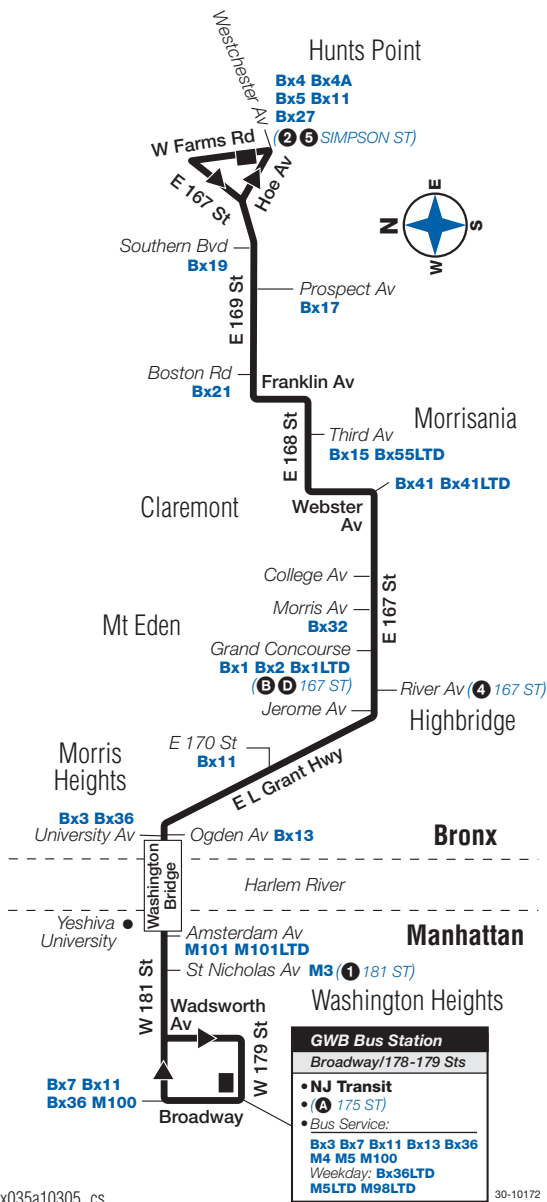 Westchester Av
Hunts Point
Bx4 Bx4A
Bx5 Bx11
Bx27
(2 5 SIMPSON ST)
W Farms Rd
E 167 St
Hoe Av
N
E
S
W
Southern Blvd
Bx19
Prospect Av
Bx17
E 169 St
Boston Rd
Bx21
Franklin Av
E 168 St
Morrisania
Third Av
Bx15 Bx55LTD
Bx41 Bx41LTD
Claremont
Webster
Av
College Av
E 167 St
Morris Av
Bx32
Mt Eden
Grand Concourse
Bx1 Bx2 Bx1LTD
(B D 167 ST)
River Av (4 167 ST)
Jerome Av
Highbridge
E 170 St
Bx11
Morris
Heights
E L Grant Hwy
Bx3 Bx36
University Av
Ogden Av Bx13
Bronx
Washington
Bridge
Harlem River
Yeshiva
University
Amsterdam Av
M101 M101LTD
Manhattan
St Nicholas Av M3 (1 181 ST)
W 181 St
Washington Heights
Wadsworth
Av
W 179 St
Bx7 Bx11
Bx36 M100
Broadway
GWB Bus Station
Broadway/178-179 Sts
• NJ Transit
• (A 175 ST)
• Bus Service:
Bx3 Bx7 Bx11 Bx13 Bx36
M4 M5 M100
Weekday: Bx36LTD
M5LTD M98LTD
x035a10305_cs
30-10172